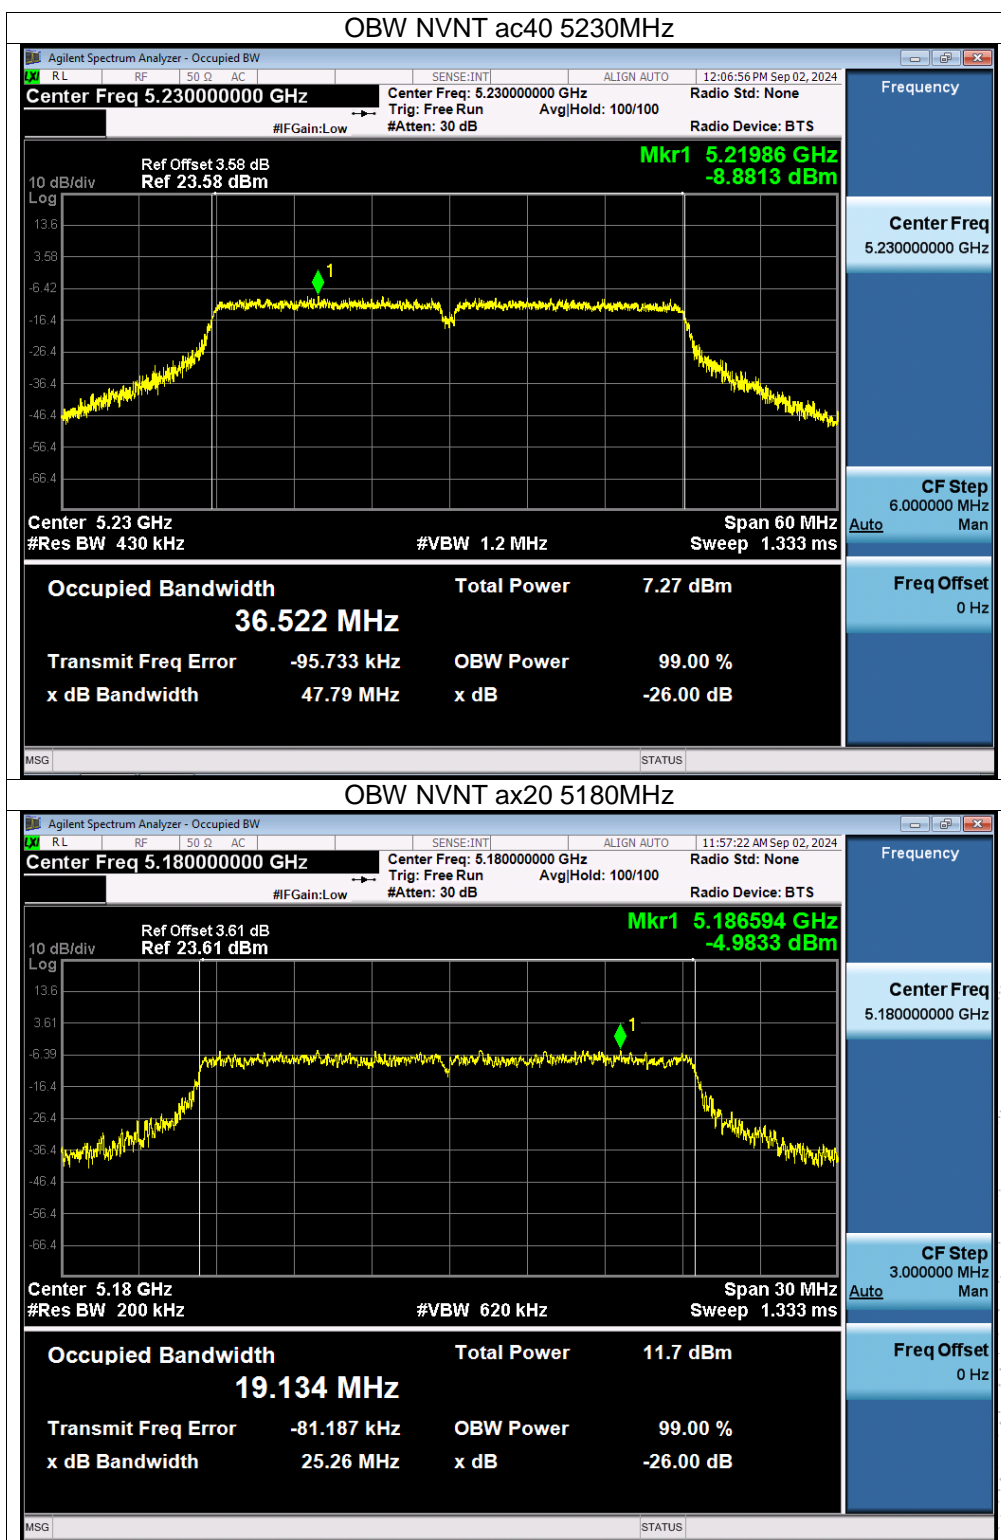 OBW NVNT ac40 5230MHz
Agilent Spectrum Analyzer - Occupied BW
LXI RL RF 50 Ω AC SENSE:INT ALIGN AUTO 12:06:56 PM Sep 02, 2024
Center Freq 5.230000000 GHz
Center Freq: 5.230000000 GHz
Radio Std: None
Trig: Free Run Avg|Hold: 100/100
#IFGain:Low #Atten: 30 dB Radio Device: BTS
Frequency
Mkr1 5.21986 GHz
-8.8813 dBm
Ref Offset 3.58 dB
10 dB/div Ref 23.58 dBm
Log
13.6
3.58
-6.42
-16.4
-26.4
-36.4
-46.4
-56.4
-66.4
1
Center Freq
5.230000000 GHz
CF Step
6.000000 MHz
Auto Man
Center 5.23 GHz Span 60 MHz
#Res BW 430 kHz #VBW 1.2 MHz Sweep 1.333 ms
Freq Offset
0 Hz
Occupied Bandwidth Total Power 7.27 dBm
36.522 MHz
Transmit Freq Error -95.733 kHz OBW Power 99.00 %
x dB Bandwidth 47.79 MHz x dB -26.00 dB
MSG STATUS
OBW NVNT ax20 5180MHz
Agilent Spectrum Analyzer - Occupied BW
LXI RL RF 50 Ω AC SENSE:INT ALIGN AUTO 11:57:22 AM Sep 02, 2024
Center Freq 5.180000000 GHz
Center Freq: 5.180000000 GHz
Radio Std: None
Trig: Free Run Avg|Hold: 100/100
#IFGain:Low #Atten: 30 dB Radio Device: BTS
Frequency
Mkr1 5.186594 GHz
-4.9833 dBm
Ref Offset 3.61 dB
10 dB/div Ref 23.61 dBm
Log
13.6
3.61
-6.39
-16.4
-26.4
-36.4
-46.4
-56.4
-66.4
1
Center Freq
5.180000000 GHz
CF Step
3.000000 MHz
Auto Man
Center 5.18 GHz Span 30 MHz
#Res BW 200 kHz #VBW 620 kHz Sweep 1.333 ms
Freq Offset
0 Hz
Occupied Bandwidth Total Power 11.7 dBm
19.134 MHz
Transmit Freq Error -81.187 kHz OBW Power 99.00 %
x dB Bandwidth 25.26 MHz x dB -26.00 dB
MSG STATUS